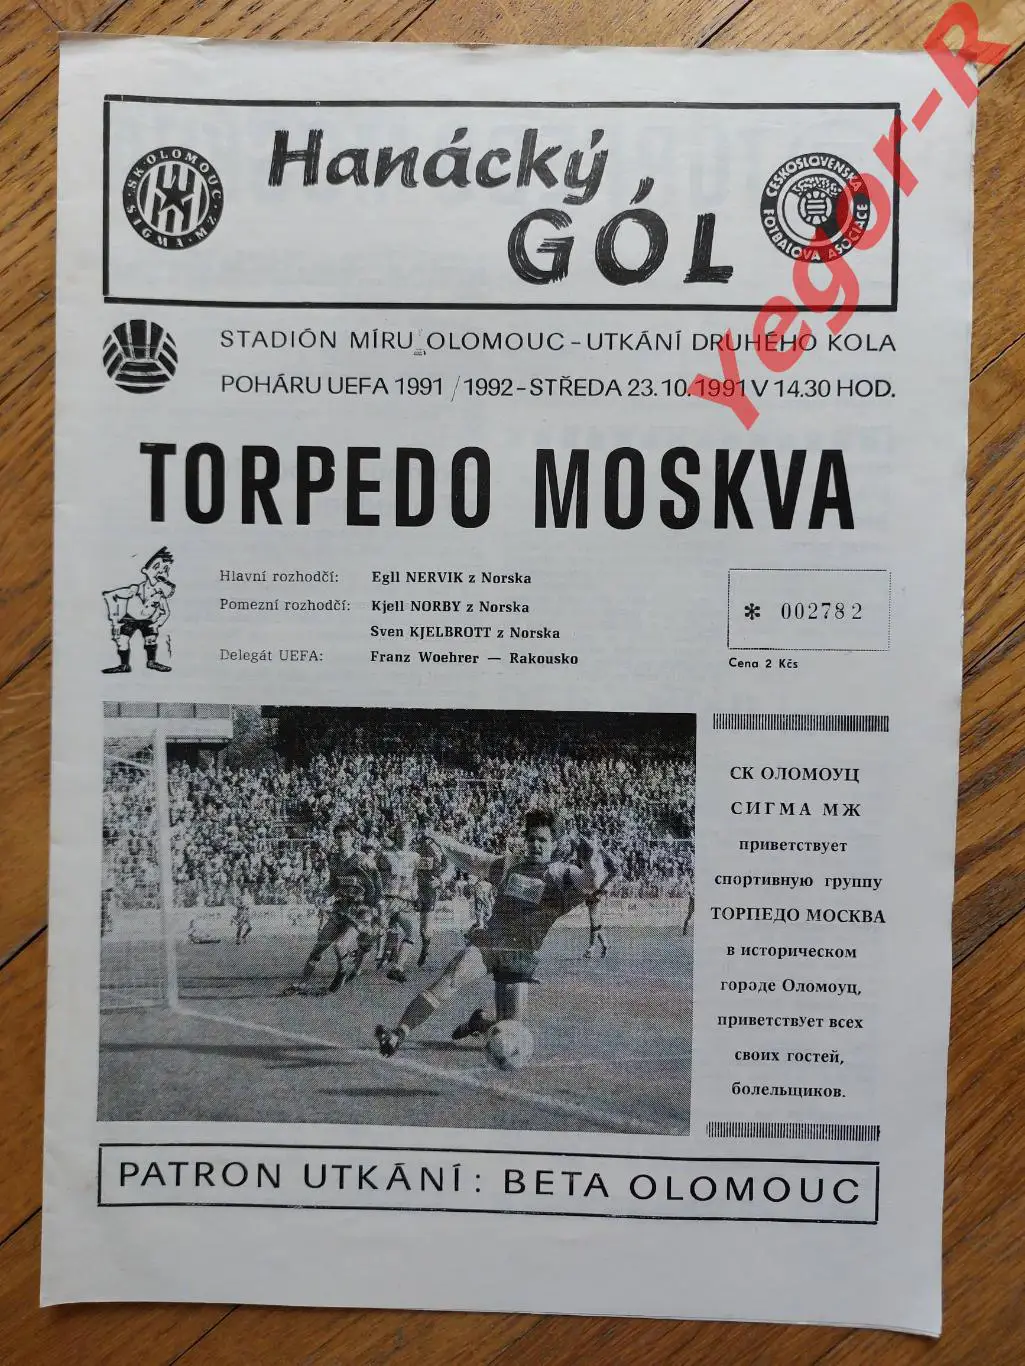 Hanácký
GÓL
SK·OLOMOUC
SIGMA·MŽ
ČESKOSLOVENSKÁ
FOTBALOVÁ ASOCIACE
STADIÓN MÍRU OLOMOUC - UTKÁNÍ DRUHÉHO KOLA
POHÁRU UEFA 1991 / 1992 - STŘEDA 23.10.1991 V 14.30 HOD.
TORPEDO MOSKVA
Hlavní rozhodčí: Egll NERVIK z Norska
Pomezní rozhodčí: Kjell NORBY z Norska
Sven KJELBROTT z Norska
Delegát UEFA: Franz Woehrer — Rakousko
* 002782
Cena 2 Kčs
СК ОЛОМОУЦ
СИГМА МЖ
приветствует
спортивную группу
ТОРПЕДО МОСКВА
в историческом
городе Оломоуц,
приветствует всех
своих гостей,
болельщиков.
PATRON UTKÁNÍ: BETA OLOMOUC
Yegor-R